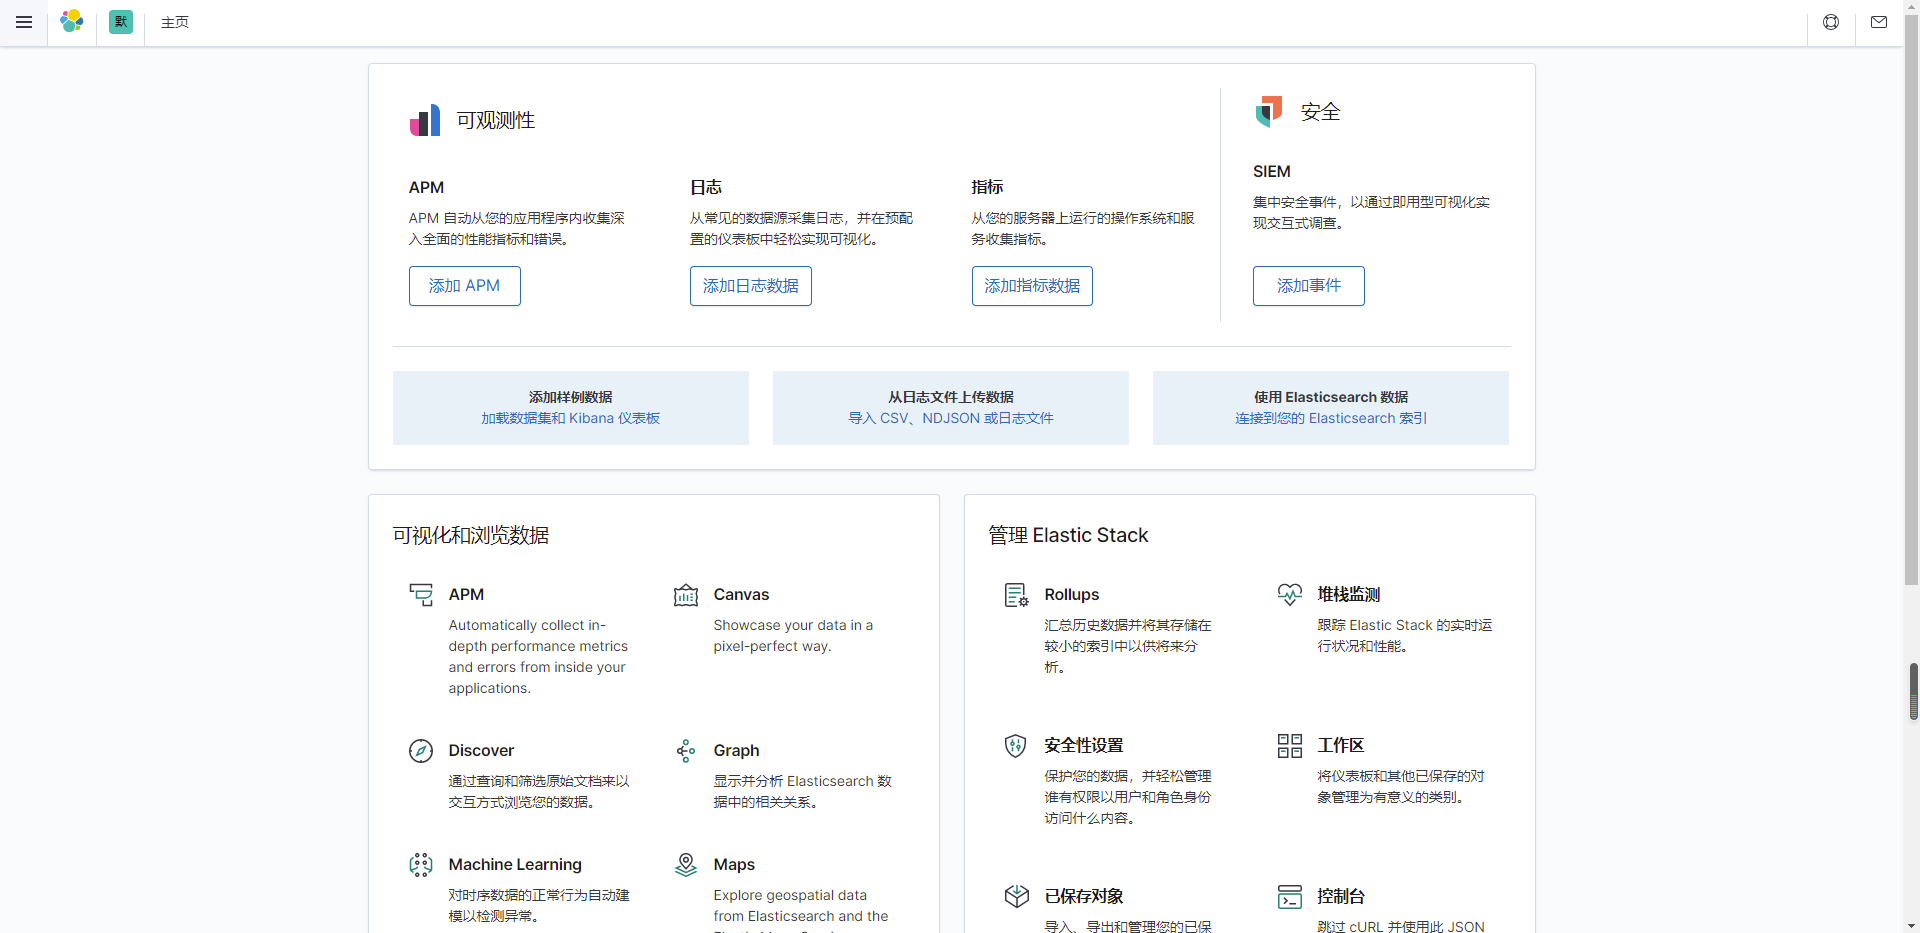 默
主页
可观测性
APM
APM 自动从您的应用程序内收集深
入全面的性能指标和错误。
添加 APM
日志
从常见的数据源采集日志，并在预配
置的仪表板中轻松实现可视化。
添加日志数据
指标
从您的服务器上运行的操作系统和服
务收集指标。
添加指标数据
安全
SIEM
集中安全事件，以通过即用型可视化实
现交互式调查。
添加事件
添加样例数据
加载数据集和 Kibana 仪表板
从日志文件上传数据
导入 CSV、NDJSON 或日志文件
使用 Elasticsearch 数据
连接到您的 Elasticsearch 索引
可视化和浏览数据
APM
Automatically collect in-
depth performance metrics
and errors from inside your
applications.
Canvas
Showcase your data in a
pixel-perfect way.
Discover
通过查询和筛选原始文档来以
交互方式浏览您的数据。
Graph
显示并分析 Elasticsearch 数
据中的相关关系。
Machine Learning
对时序数据的正常行为自动建
模以检测异常。
Maps
Explore geospatial data
from Elasticsearch and the
管理 Elastic Stack
Rollups
汇总历史数据并将其存储在
较小的索引中以供将来分
析。
堆栈监测
跟踪 Elastic Stack 的实时运
行状况和性能。
安全性设置
保护您的数据，并轻松管理
谁有权限以用户和角色身份
访问什么内容。
工作区
将仪表板和其他已保存的对
象管理为有意义的类别。
已保存对象
导入、导出和管理您的已保
控制台
跳过 cURL 并使用此 JSON